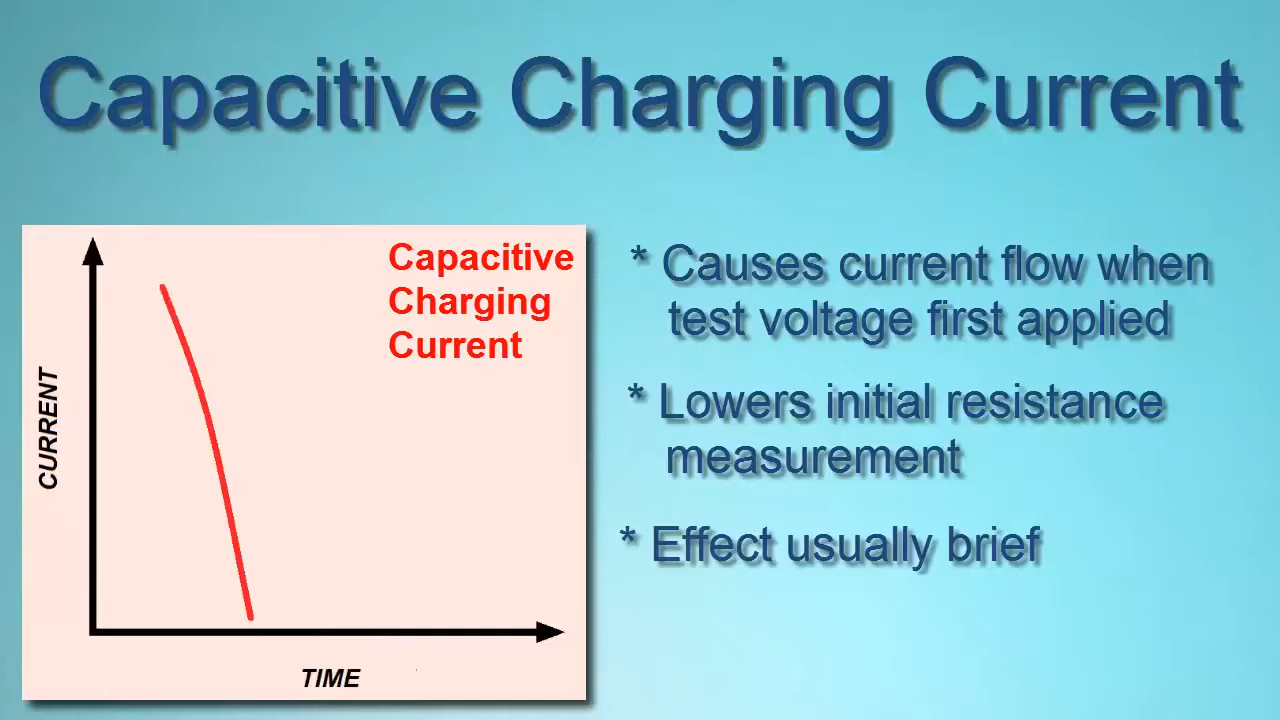 Capacitive Charging Current
Capacitive
Charging
Current
CURRENT
TIME
* Causes current flow when
test voltage first applied
* Lowers initial resistance
measurement
* Effect usually brief